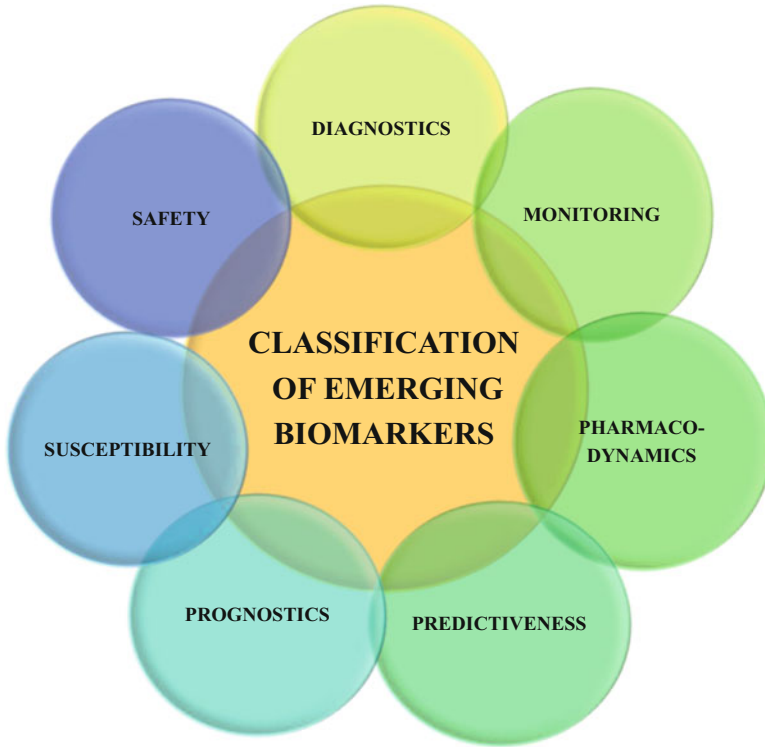 DIAGNOSTICS
MONITORING
SAFETY
CLASSIFICATION
OF EMERGING
BIOMARKERS
PHARMACO-
DYNAMICS
SUSCEPTIBILITY
PROGNOSTICS
PREDICTIVENESS